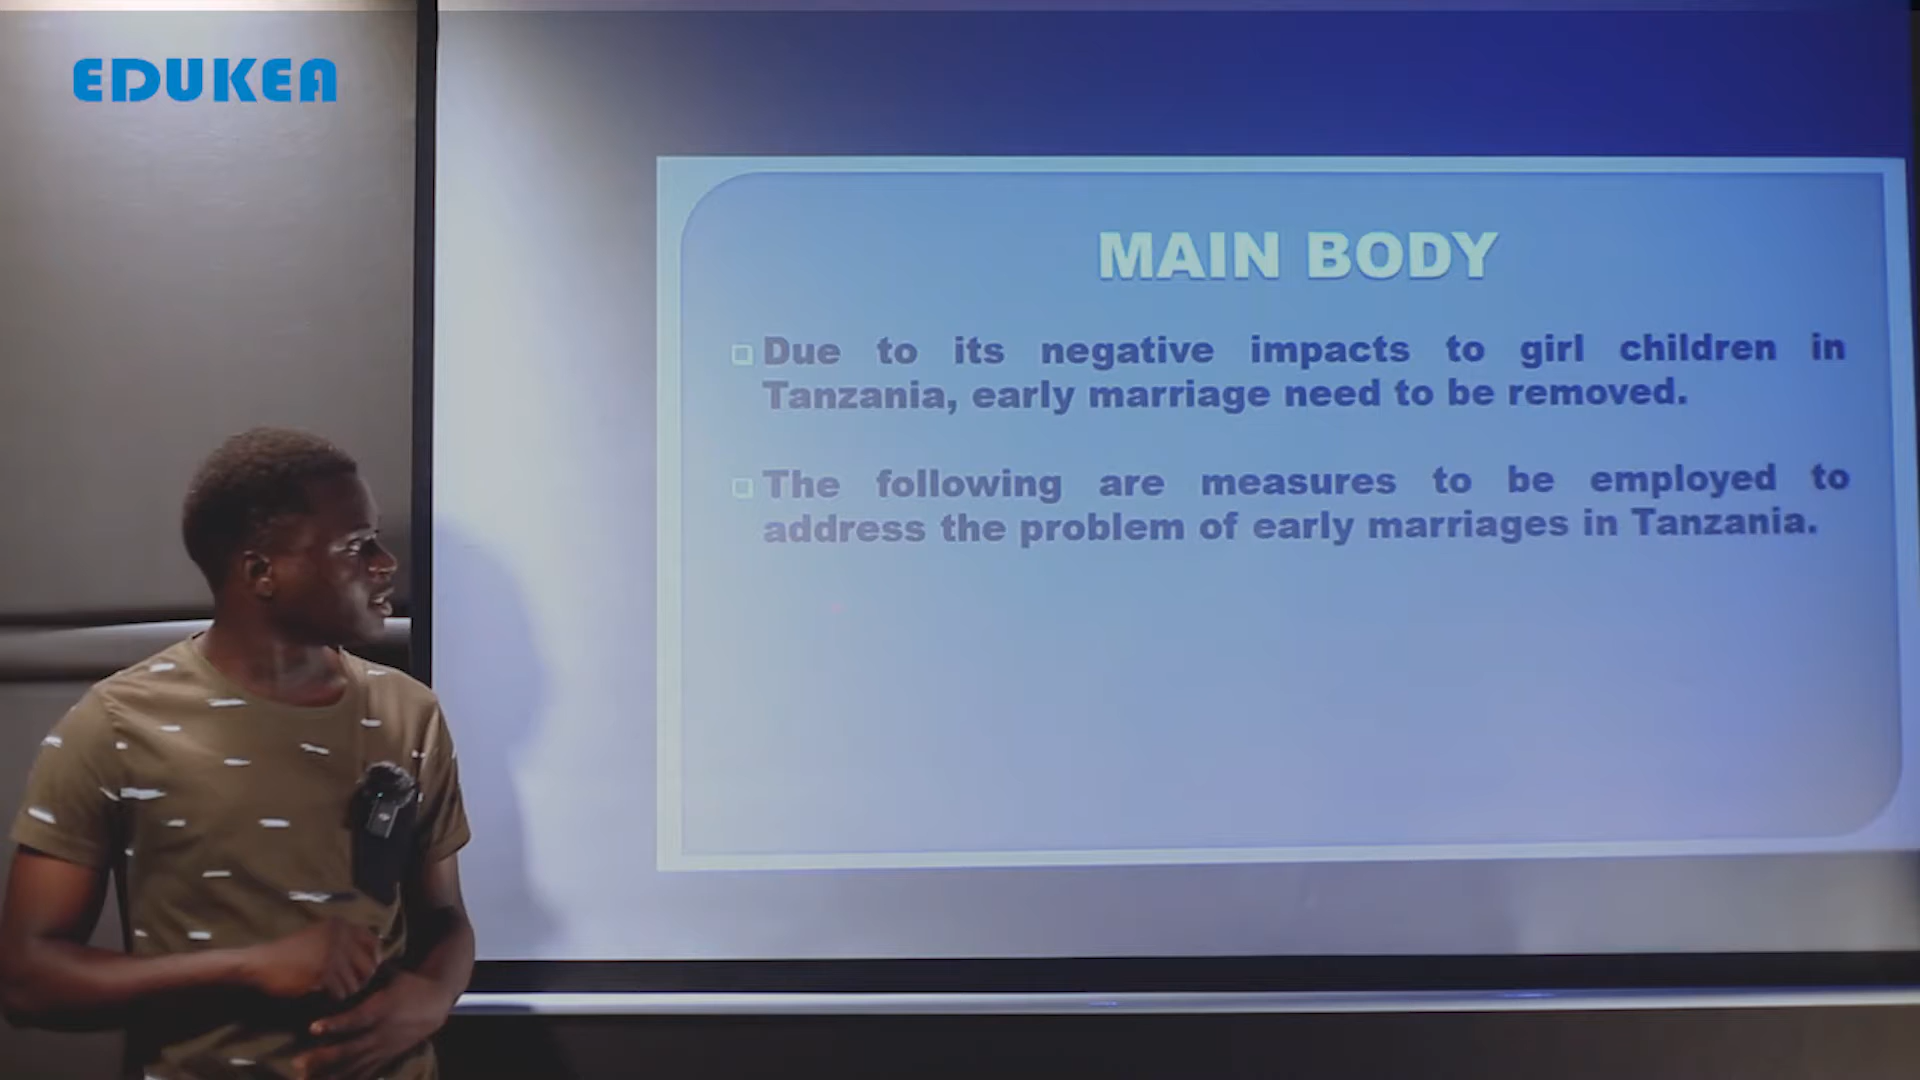 EDUKEA
MAIN BODY
Due to its negative impacts to girl children in
Tanzania, early marriage need to be removed.
The following are measures to be employed to
address the problem of early marriages in Tanzania.